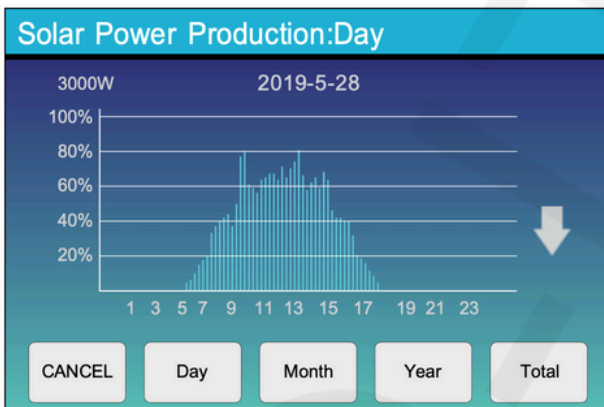 Solar Power Production:Day
3000W 2019-5-28
100%
80%
60%
40%
20%
1 3 5 7 9 11 13 15 17 19 21 23
CANCEL Day Month Year Total